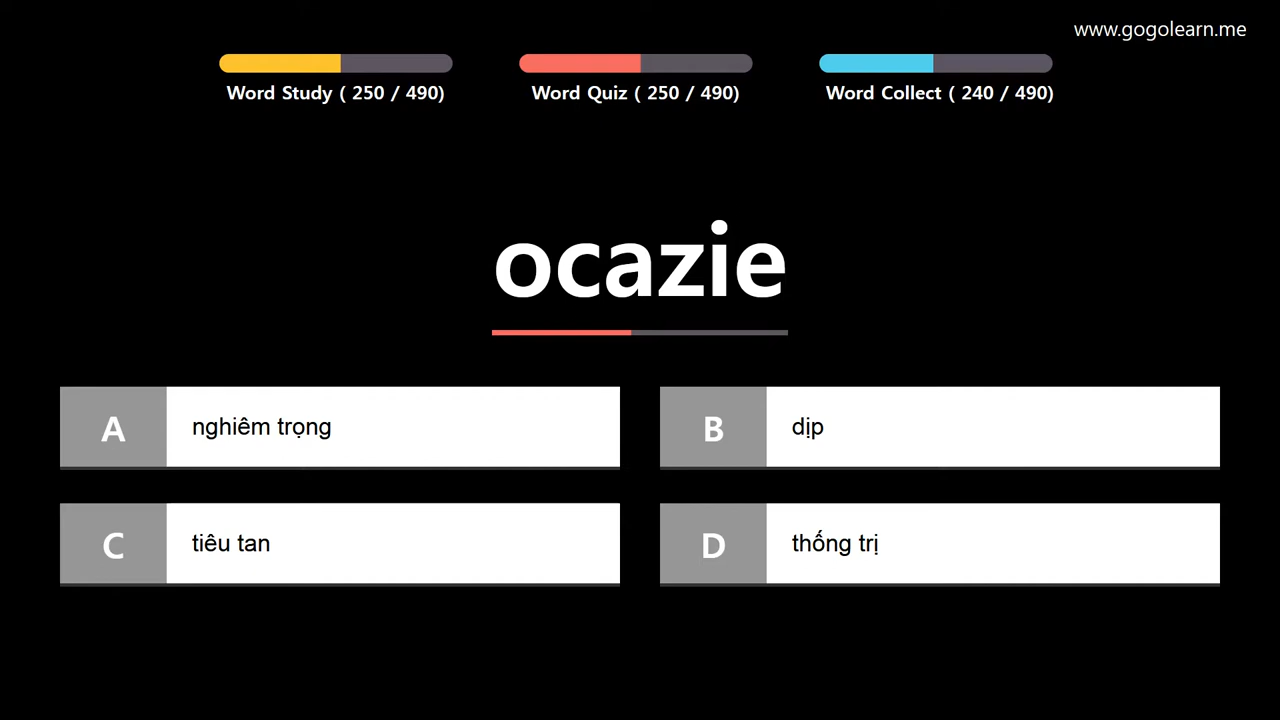 www.gogolearn.me
Word Study ( 250 / 490)
Word Quiz ( 250 / 490)
Word Collect ( 240 / 490)
ocazie
A nghiêm trọng
B dịp
C tiêu tan
D thống trị